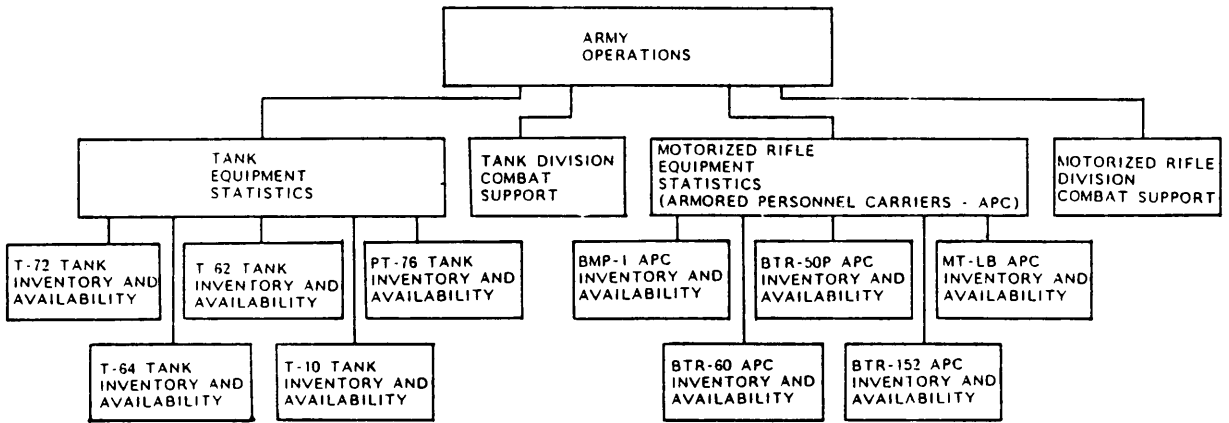 ARMY
OPERATIONS
TANK
EQUIPMENT
STATISTICS
TANK DIVISION
COMBAT
SUPPORT
MOTORIZED RIFLE
EQUIPMENT
STATISTICS
(ARMORED PERSONNEL CARRIERS - APC)
MOTORIZED RIFLE
DIVISION
COMBAT SUPPORT
T-72 TANK
INVENTORY AND
AVAILABILITY
T 62 TANK
INVENTORY AND
AVAILABILITY
PT-76 TANK
INVENTORY AND
AVAILABILITY
BMP-1 APC
INVENTORY AND
AVAILABILITY
BTR-50P APC
INVENTORY AND
AVAILABILITY
MT-LB APC
INVENTORY AND
AVAILABILITY
T-64 TANK
INVENTORY AND
AVAILABILITY
T-10 TANK
INVENTORY AND
AVAILABILITY
BTR-60 APC
INVENTORY AND
AVAILABILITY
BTR-152 APC
INVENTORY AND
AVAILABILITY